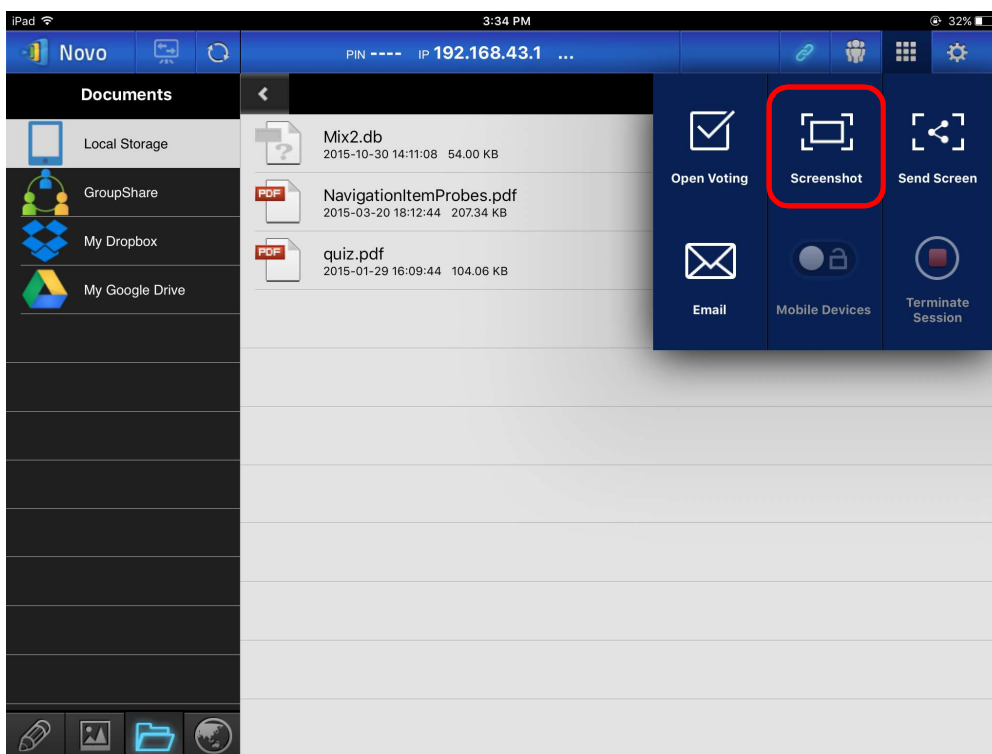 iPad 3:34 PM 32%
Novo PIN ---- IP 192.168.43.1 ...
Documents
Local Storage
GroupShare
My Dropbox
My Google Drive
Mix2.db
2015-10-30 14:11:08 54.00 KB
PDF NavigationItemProbes.pdf
2015-03-20 18:12:44 207.34 KB
PDF quiz.pdf
2015-01-29 16:09:44 104.06 KB
Open Voting Screenshot Send Screen
Email Mobile Devices Terminate
Session